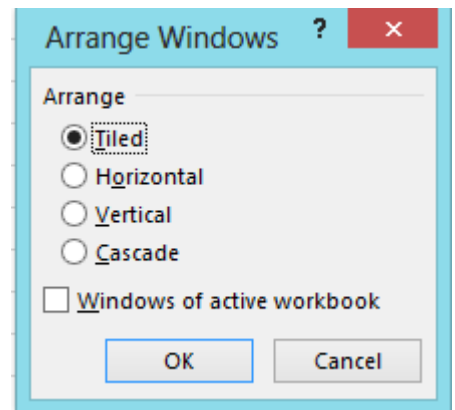 Arrange Windows ?
Arrange
Tiled
Horizontal
Vertical
Cascade
Windows of active workbook
OK Cancel